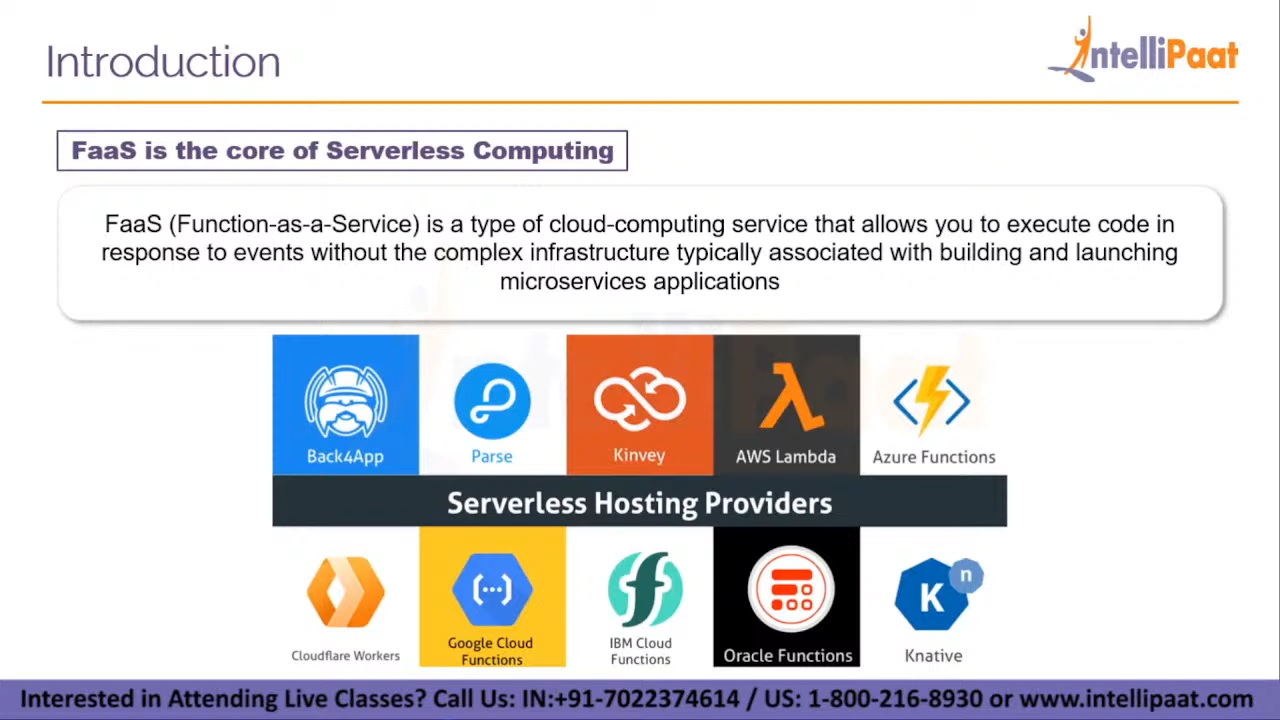 Introduction
IntelliPaat
FaaS is the core of Serverless Computing
FaaS (Function-as-a-Service) is a type of cloud-computing service that allows you to execute code in
response to events without the complex infrastructure typically associated with building and launching
microservices applications
Back4App
Parse
Kinvey
AWS Lambda
Azure Functions
Serverless Hosting Providers
Cloudflare Workers
Google Cloud
Functions
IBM Cloud
Functions
Oracle Functions
K
n
Knative
Interested in Attending Live Classes? Call Us: IN:+91-7022374614 / US: 1-800-216-8930 or www.intellipaat.com